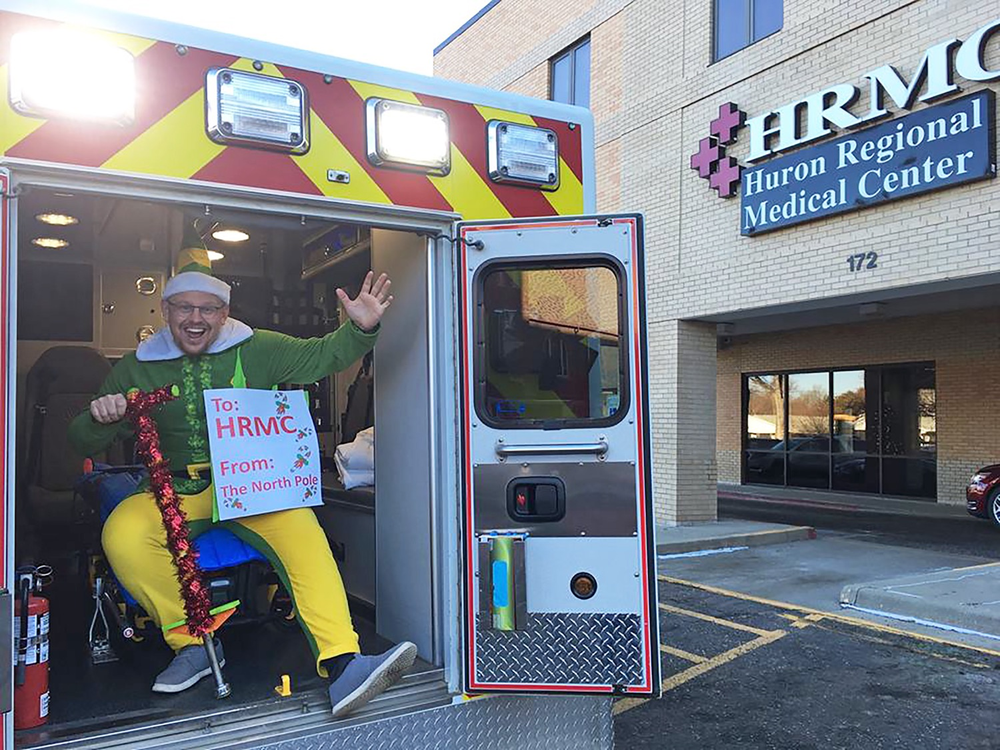 HRMC
Huron Regional
Medical Center
172
To:
HRMC
From:
The North Pole